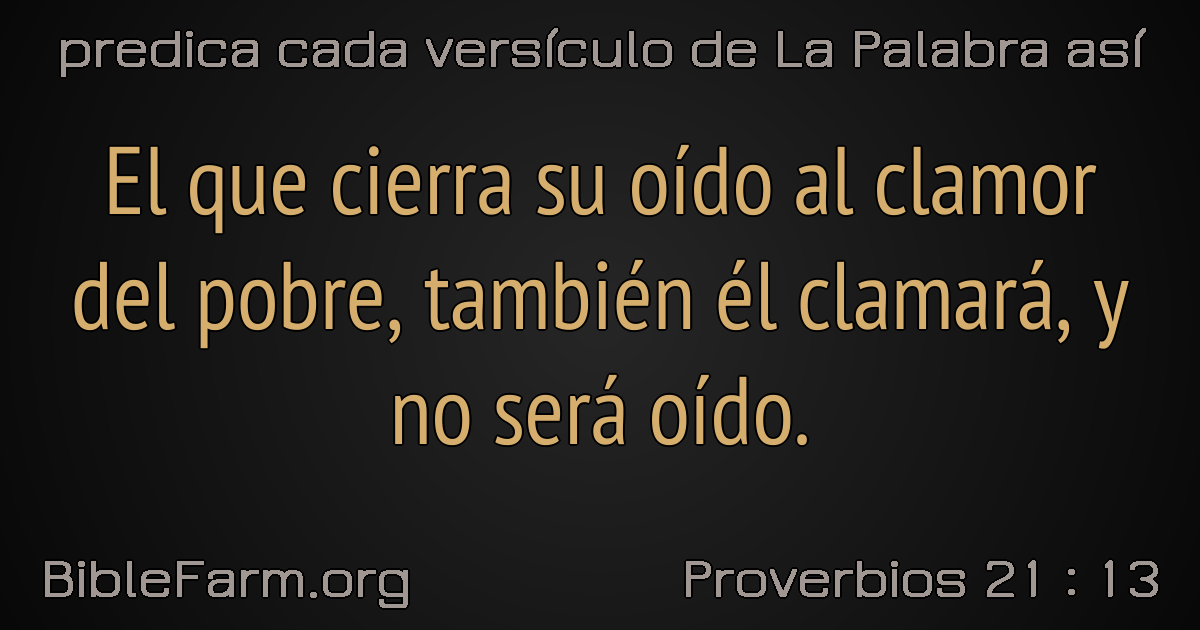 predica cada versículo de La Palabra así
El que cierra su oído al clamor
del pobre, también él clamará, y
no será oído.
BibleFarm.org
Proverbios 21 : 13